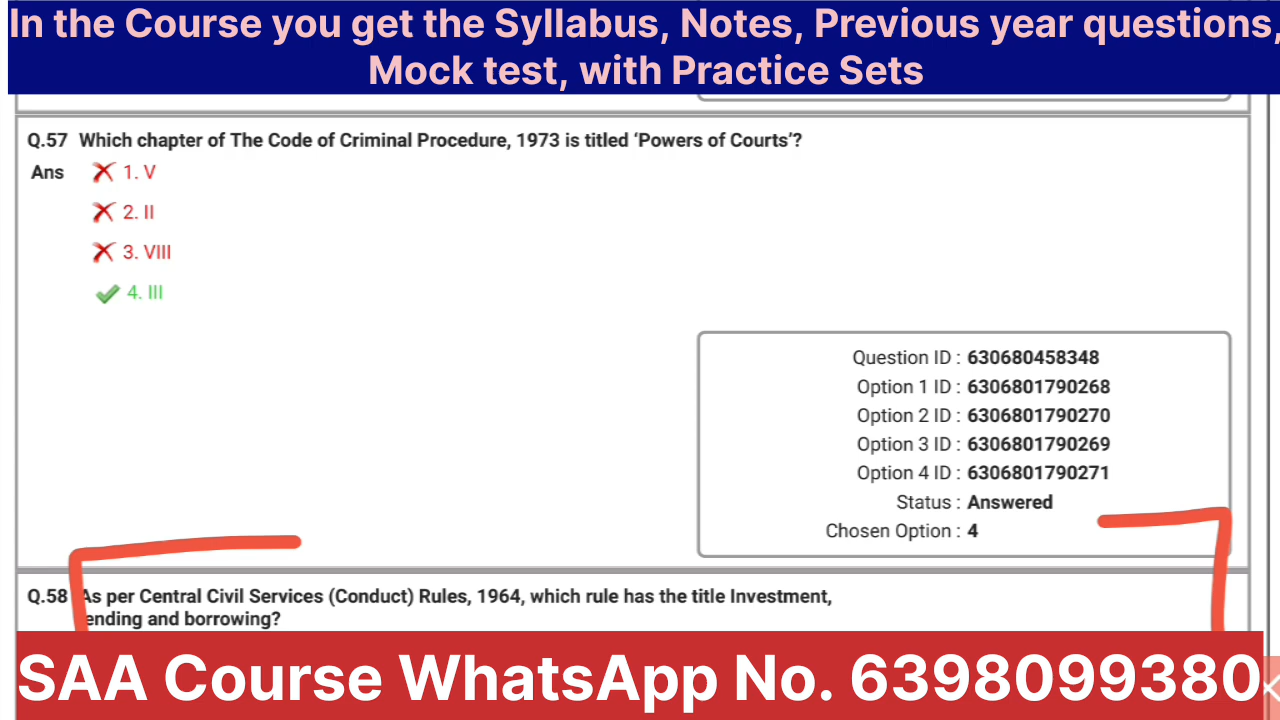 In the Course you get the Syllabus, Notes, Previous year questions,
Mock test, with Practice Sets
Q.57 Which chapter of The Code of Criminal Procedure, 1973 is titled ‘Powers of Courts’?
Ans 1. V
2. II
3. VIII
4. III
Question ID : 630680458348
Option 1 ID : 6306801790268
Option 2 ID : 6306801790270
Option 3 ID : 6306801790269
Option 4 ID : 6306801790271
Status : Answered
Chosen Option : 4
Q.58 As per Central Civil Services (Conduct) Rules, 1964, which rule has the title Investment,
ending and borrowing?
SAA Course WhatsApp No. 6398099380